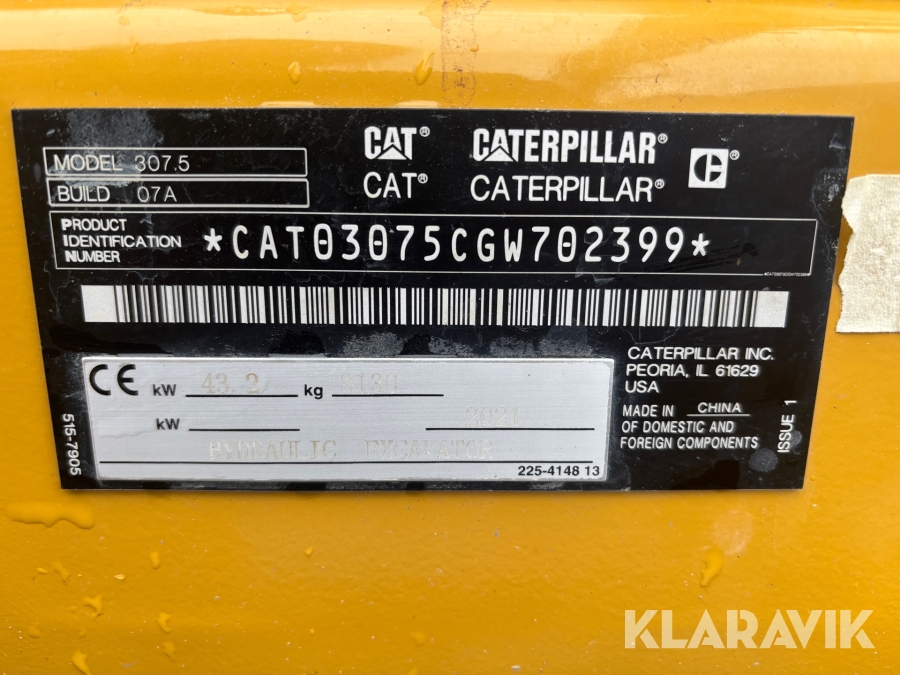 MODEL 307.5
BUILD 07A
CAT® CATERPILLAR® C®
CAT® CATERPILLAR®
PRODUCT
IDENTIFICATION
NUMBER
*CAT03075CGW702399*
CE kW 43.2 kg 8130
kW 2021
HYDRAULIC EXCAVATOR
225-4148 13
515-7905
CATERPILLAR INC.
PEORIA, IL 61629
USA
MADE IN CHINA
OF DOMESTIC AND
FOREIGN COMPONENTS
ISSUE 1
KLARAVIK